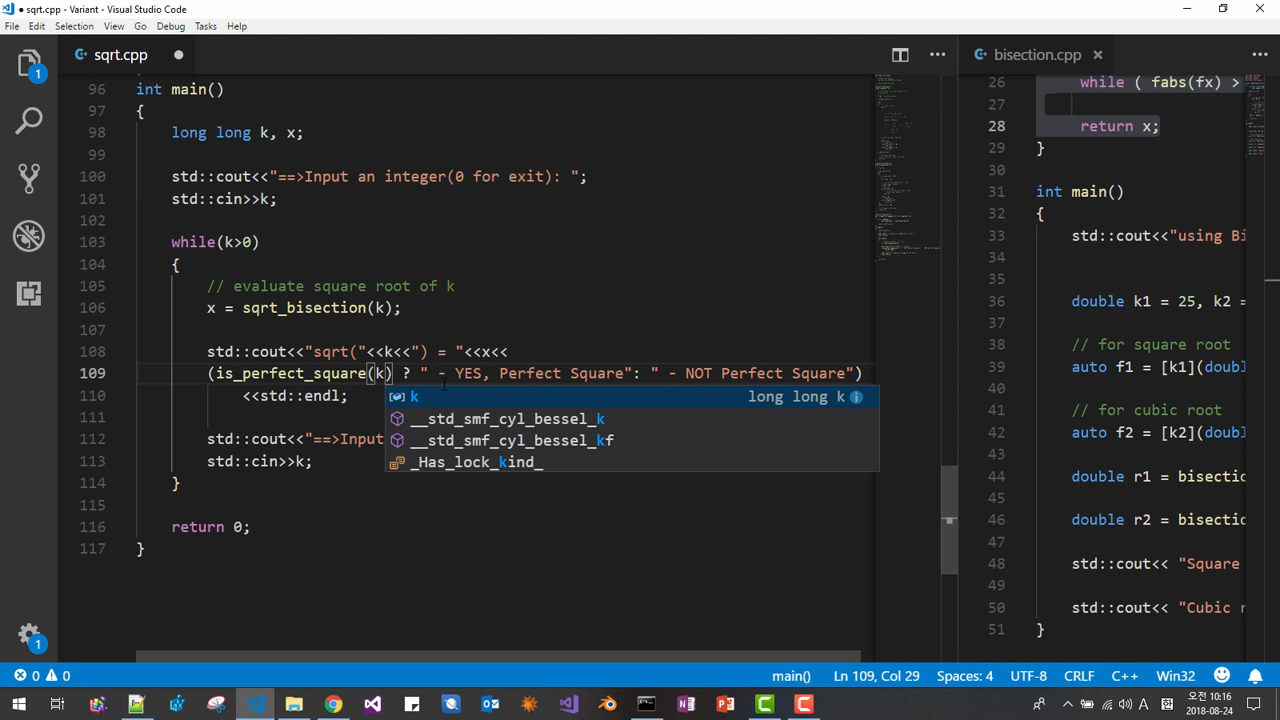 ● sqrt.cpp - Variant - Visual Studio Code
File Edit Selection View Go Debug Tasks Help
sqrt.cpp
bisection.cpp
1
1
96 int main()
97 {
98 long long k, x;
99
100 std::cout<<"==>Input an integer(0 for exit): ";
101 std::cin>>k;
102
103 while(k>0)
104 {
105 // evaluate square root of k
106 x = sqrt_bisection(k);
107
108 std::cout<<"sqrt("<<k<<") = "<<x<<
109 (is_perfect_square(k) ? " - YES, Perfect Square": " - NOT Perfect Square")
110 <<std::endl;
111
112 std::cout<<"==>Input
113 std::cin>>k;
114 }
115
116 return 0;
117 }
k long long k
__std_smf_cyl_bessel_k
__std_smf_cyl_bessel_kf
_Has_lock_kind_
26 while ( fabs(fx) >
27
28 return x;
29 }
30
31 int main()
32 {
33 std::cout<<"using Bi
34
35
36 double k1 = 25, k2 =
37
38 // for square root
39 auto f1 = [k1](doubl
40
41 // for cubic root
42 auto f2 = [k2](doubl
43
44 double r1 = bisectio
45
46 double r2 = bisectio
47
48 std::cout<< "Square
49
50 std::cout<< "Cubic r
51 }
0 0 main() Ln 109, Col 29 Spaces: 4 UTF-8 CRLF C++ Win32
A 오전 10:16
2018-08-24